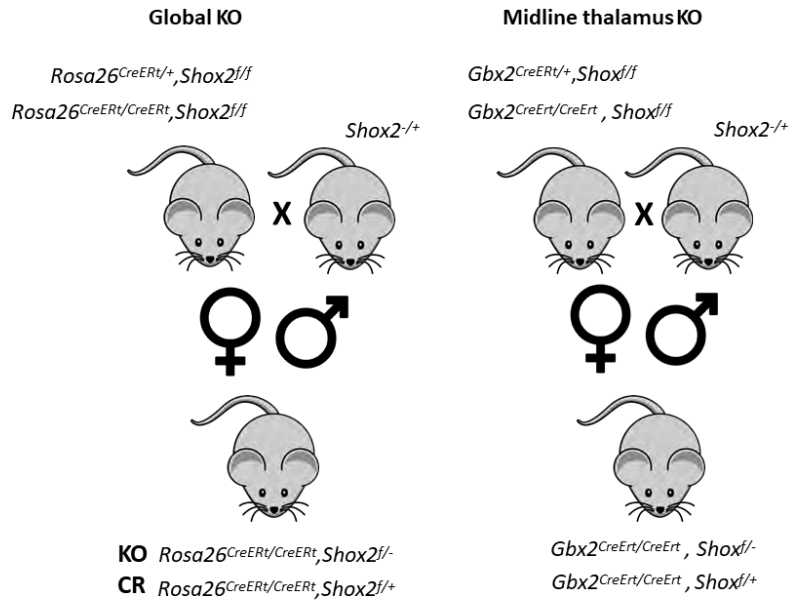 Global KO
Rosa26CreERt/+,Shox2f/f
Rosa26CreERt/CreERt,Shox2f/f
Shox2-/+
X
KO Rosa26CreERt/CreERt,Shox2f/-
CR Rosa26CreERt/CreERt,Shox2f/+
Midline thalamus KO
Gbx2CreERt/+,Shoxf/f
Gbx2CreErt/CreErt , Shoxf/f
Shox2-/+
X
Gbx2CreErt/CreErt , Shoxf/-
Gbx2CreErt/CreErt , Shoxf/+